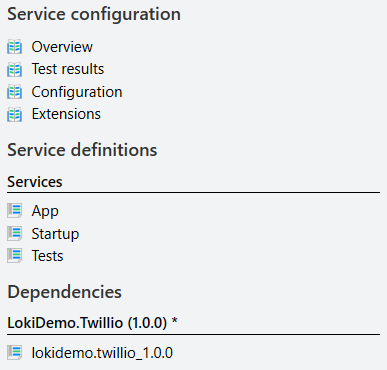 Service configuration
Overview
Test results
Configuration
Extensions
Service definitions
Services
App
Startup
Tests
Dependencies
LokiDemo.Twillio (1.0.0) *
lokidemo.twillio_1.0.0